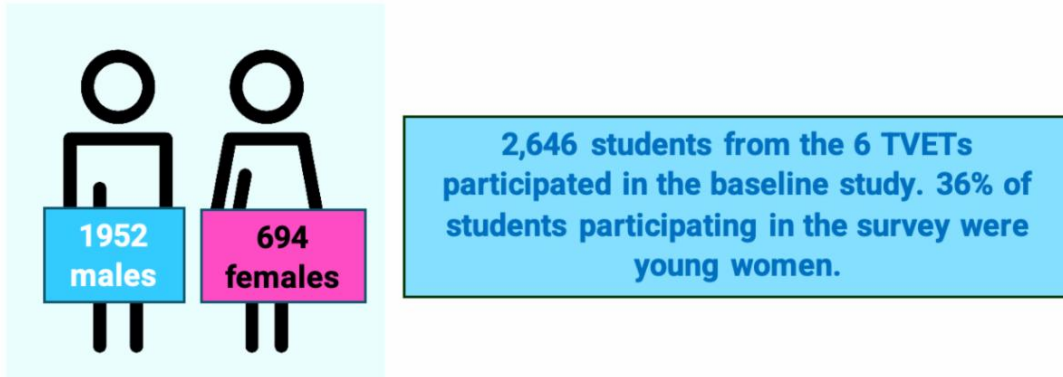 1952
males
694
females
2,646 students from the 6 TVETs
participated in the baseline study. 36% of
students participating in the survey were
young women.